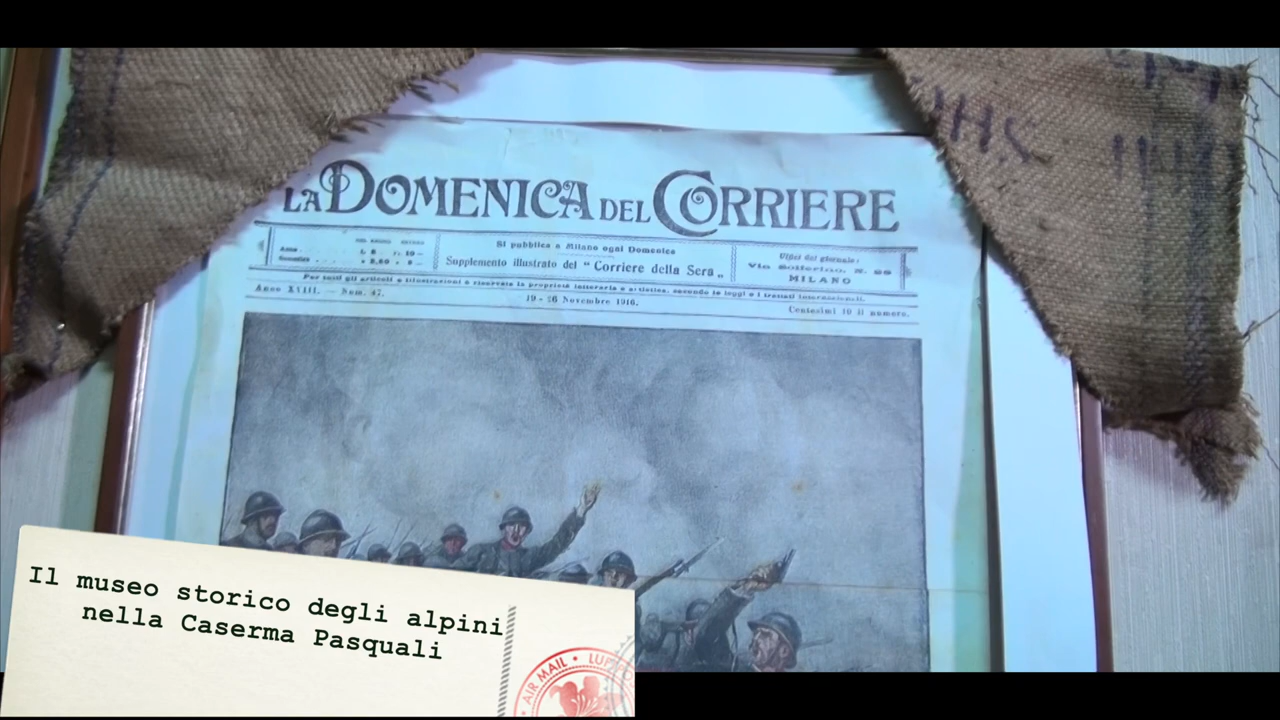 LA DOMENICA DEL CORRIERE
Si pubblica a Milano ogni Domenica
Supplemento illustrato del "Corriere della Sera„
Uffici del giornale:
Via Solferino, N. 28
MILANO
Per tutti gli articoli e illustrazioni è riservata la proprietà letteraria e artistica, secondo le leggi e i trattati internazionali.
Anno XVIII. — Num. 47.
19 - 26 Novembre 1916.
Centesimi 10 il numero.
HS
Il museo storico degli alpini
nella Caserma Pasquali
AIR MAIL • LUP